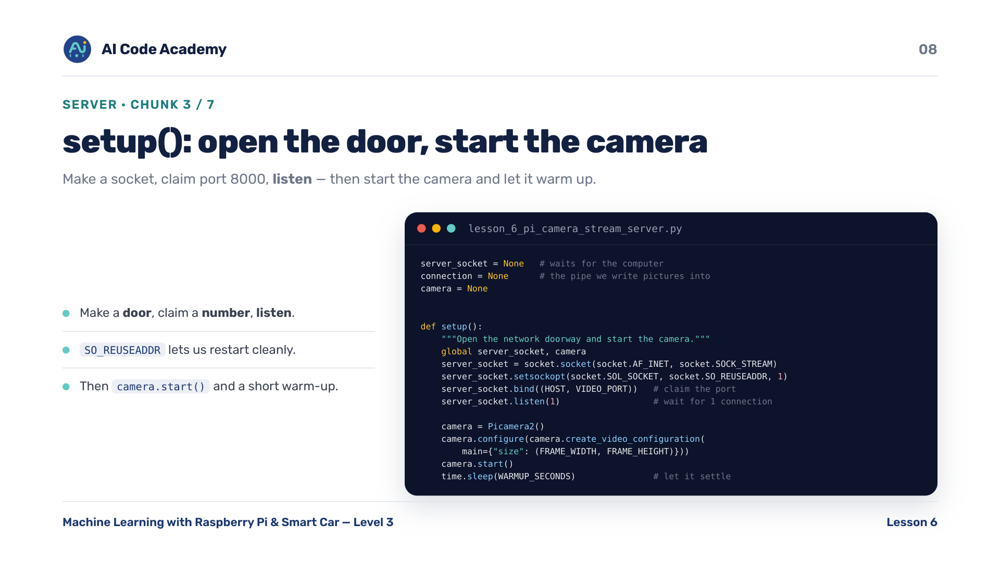 AI Code Academy
08
SERVER • CHUNK 3 / 7
setup(): open the door, start the camera
Make a socket, claim port 8000, listen — then start the camera and let it warm up.
Make a door, claim a number, listen.
SO_REUSEADDR lets us restart cleanly.
Then camera.start() and a short warm-up.
lesson_6_pi_camera_stream_server.py
server_socket = None   # waits for the computer
connection = None      # the pipe we write pictures into
camera = None
def setup():
    """Open the network doorway and start the camera."""
    global server_socket, camera
    server_socket = socket.socket(socket.AF_INET, socket.SOCK_STREAM)
    server_socket.setsockopt(socket.SOL_SOCKET, socket.SO_REUSEADDR, 1)
    server_socket.bind((HOST, VIDEO_PORT))   # claim the port
    server_socket.listen(1)                  # wait for 1 connection
    camera = Picamera2()
    camera.configure(camera.create_video_configuration(
        main={"size": (FRAME_WIDTH, FRAME_HEIGHT)}))
    camera.start()
    time.sleep(WARMUP_SECONDS)               # let it settle
Machine Learning with Raspberry Pi & Smart Car — Level 3
Lesson 6